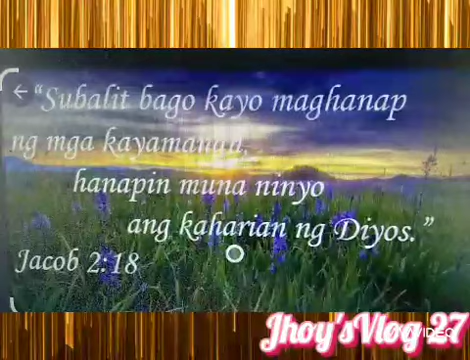 “Subalit bago kayo maghanap
ng mga kayamanan,
hanapin muna ninyo
ang kaharian ng Diyos.”
Jacob 2:18
Jhoy'sVlog 27